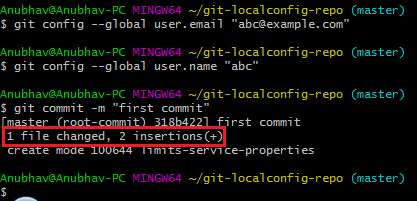 Anubhav@Anubhav-PC MINGW64 ~/git-localconfig-repo (master)
$ git config --global user.email "abc@example.com"
Anubhav@Anubhav-PC MINGW64 ~/git-localconfig-repo (master)
$ git config --global user.name "abc"
Anubhav@Anubhav-PC MINGW64 ~/git-localconfig-repo (master)
$ git commit -m "first commit"
[master (root-commit) 318b422] first commit
1 file changed, 2 insertions(+)
create mode 100644 limits-service-properties
Anubhav@Anubhav-PC MINGW64 ~/git-localconfig-repo (master)
$